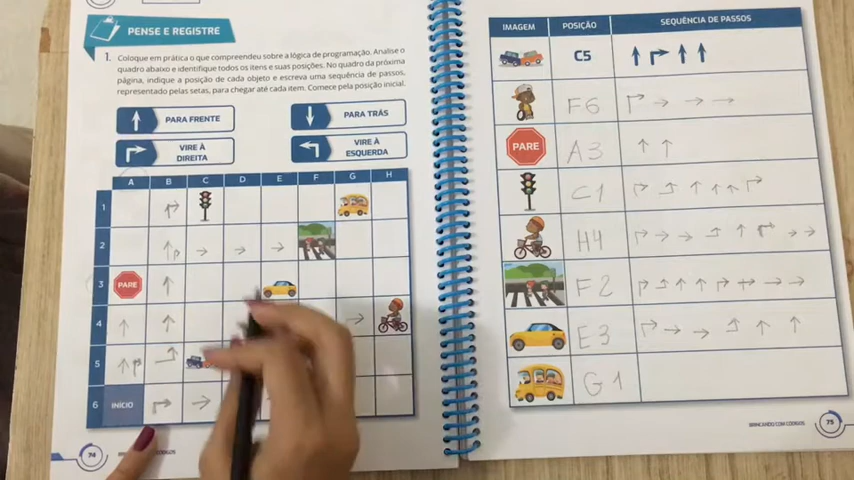 PENSE E REGISTRE
1. Coloque em prática o que compreendeu sobre a lógica de programação. Analise o
quadro abaixo e identifique todos os itens e suas posições. No quadro da próxima
página, indique a posição de cada objeto e escreva uma sequência de passos,
representado pelas setas, para chegar até cada item. Comece pela posição inicial.
PARA FRENTE
PARA TRÁS
VIRE À DIREITA
VIRE À ESQUERDA
A B C D E F G H
1
2
3 PARE
4
5
6 INÍCIO
74
IMAGEM POSIÇÃO SEQUÊNCIA DE PASSOS
C5
F6
PARE A3
C1
H4
F2
E3
G1
BRINCANDO COM CÓDIGOS 75